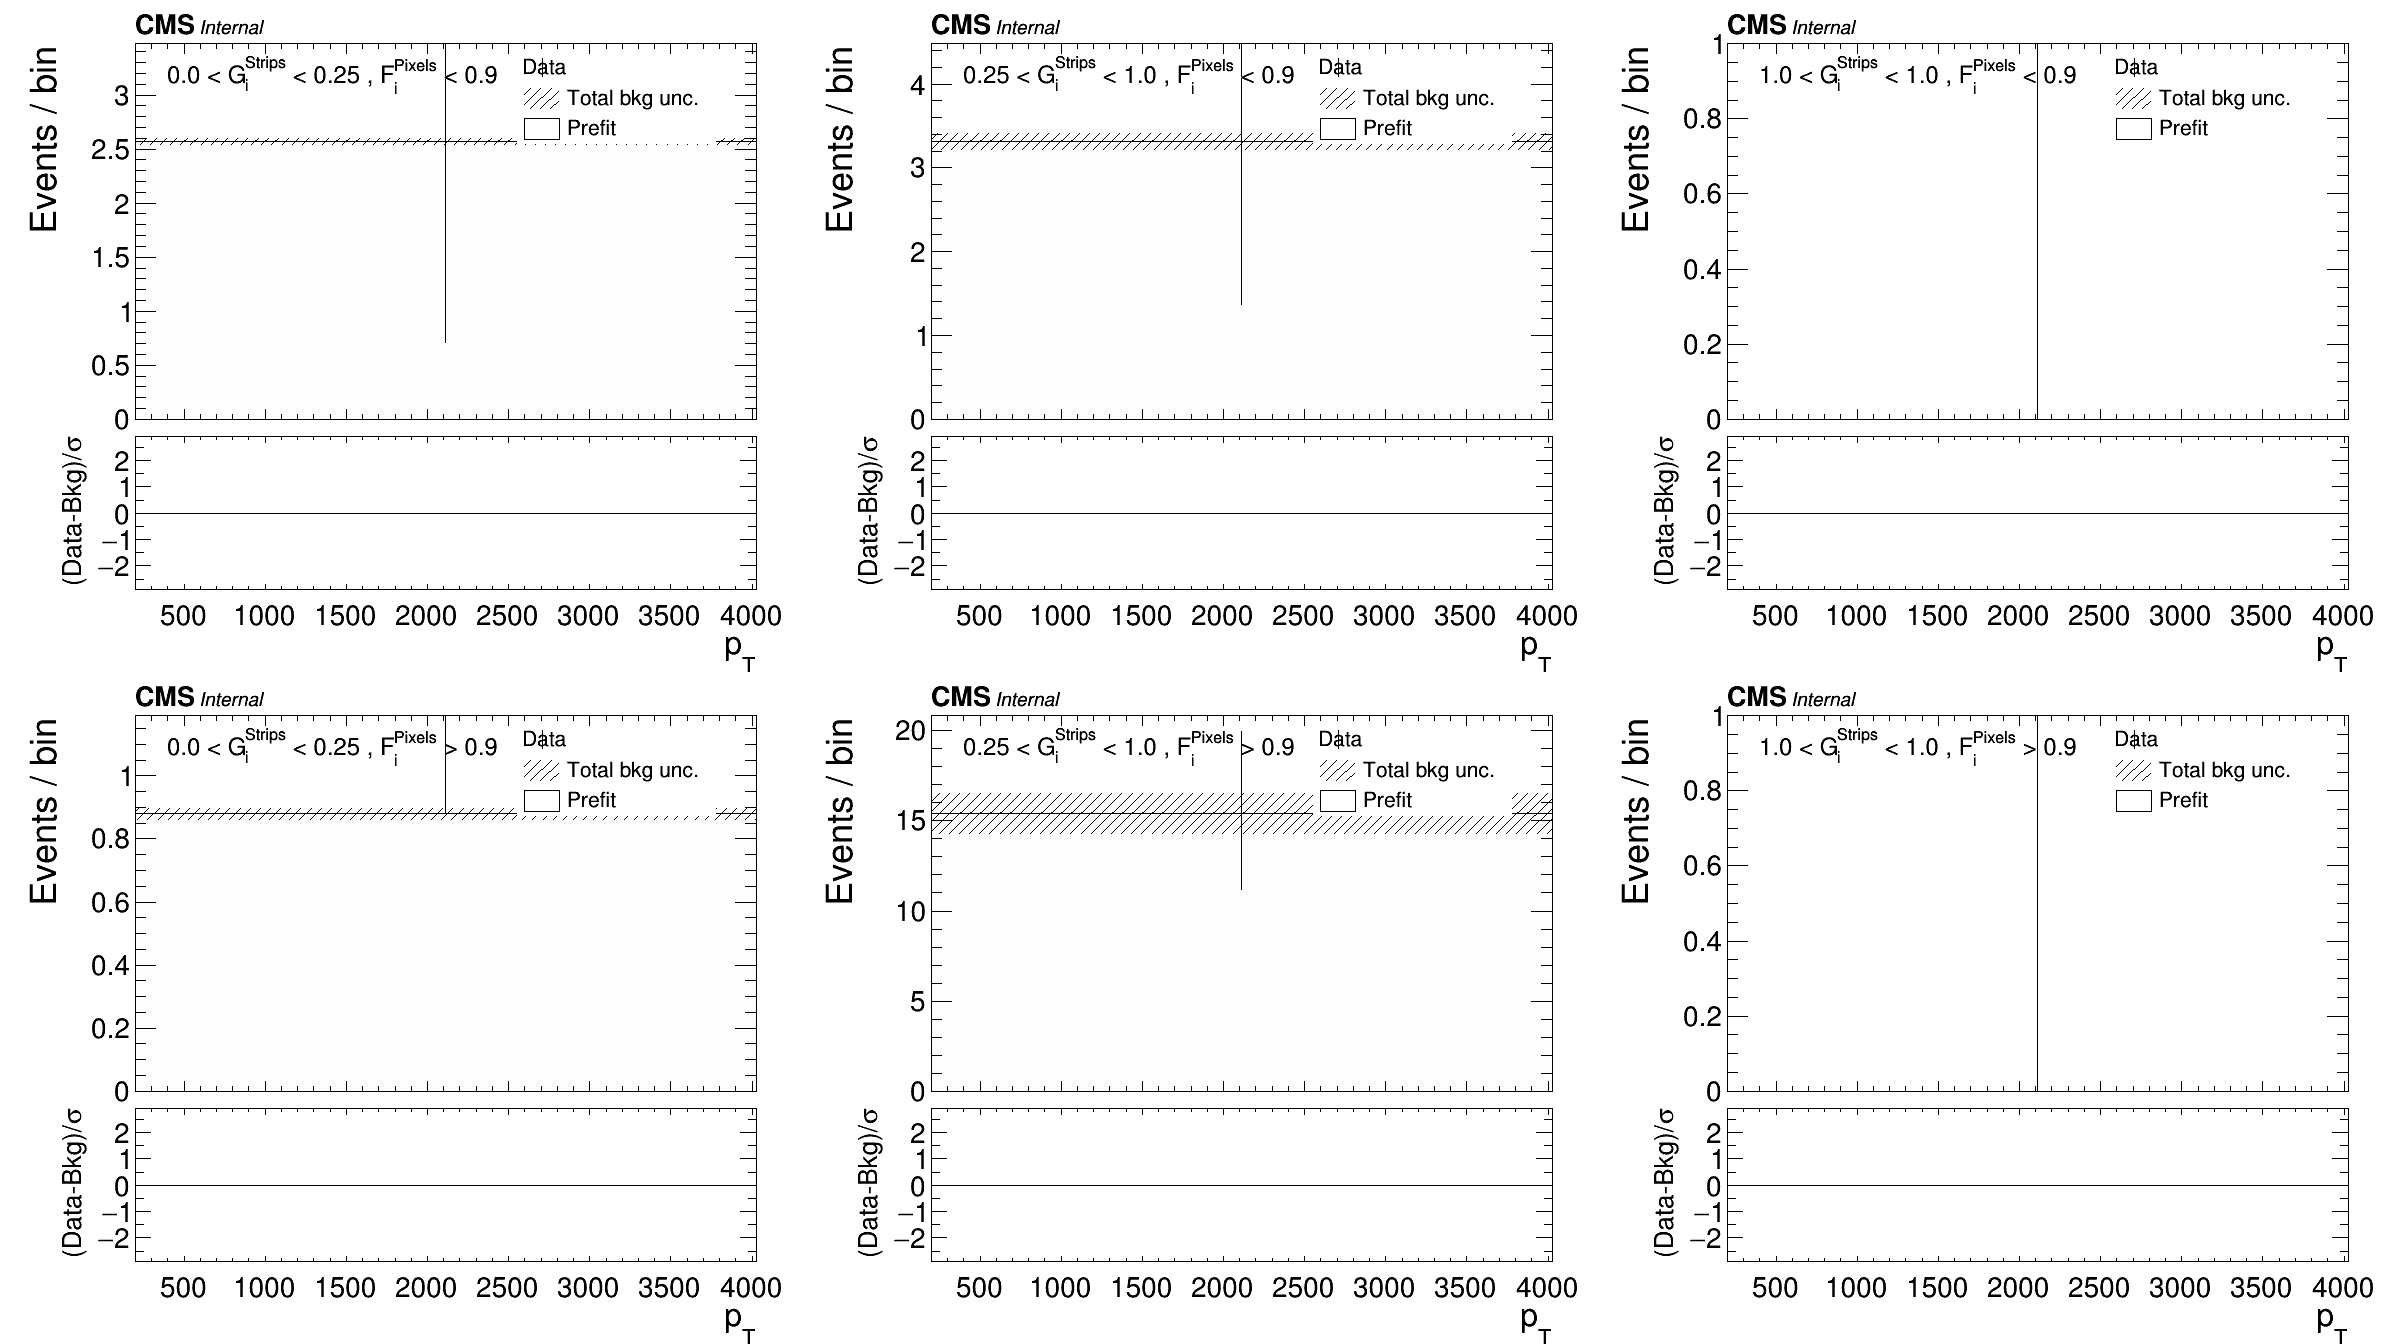 CMS Internal
Events / bin
0.0 < G_i^Strips < 0.25 , F_i^Pixels < 0.9
Data
Total bkg unc.
Prefit
3
2.5
2
1.5
1
0.5
0
(Data-Bkg)/σ
2
1
0
−1
−2
500 1000 1500 2000 2500 3000 3500 4000
p_T
CMS Internal
Events / bin
0.25 < G_i^Strips < 1.0 , F_i^Pixels < 0.9
Data
Total bkg unc.
Prefit
4
3
2
1
0
(Data-Bkg)/σ
2
1
0
−1
−2
500 1000 1500 2000 2500 3000 3500 4000
p_T
CMS Internal
Events / bin
1.0 < G_i^Strips < 1.0 , F_i^Pixels < 0.9
Data
Total bkg unc.
Prefit
1
0.8
0.6
0.4
0.2
0
(Data-Bkg)/σ
2
1
0
−1
−2
500 1000 1500 2000 2500 3000 3500 4000
p_T
CMS Internal
Events / bin
0.0 < G_i^Strips < 0.25 , F_i^Pixels > 0.9
Data
Total bkg unc.
Prefit
1
0.8
0.6
0.4
0.2
0
(Data-Bkg)/σ
2
1
0
−1
−2
500 1000 1500 2000 2500 3000 3500 4000
p_T
CMS Internal
Events / bin
0.25 < G_i^Strips < 1.0 , F_i^Pixels > 0.9
Data
Total bkg unc.
Prefit
20
15
10
5
0
(Data-Bkg)/σ
2
1
0
−1
−2
500 1000 1500 2000 2500 3000 3500 4000
p_T
CMS Internal
Events / bin
1.0 < G_i^Strips < 1.0 , F_i^Pixels > 0.9
Data
Total bkg unc.
Prefit
1
0.8
0.6
0.4
0.2
0
(Data-Bkg)/σ
2
1
0
−1
−2
500 1000 1500 2000 2500 3000 3500 4000
p_T